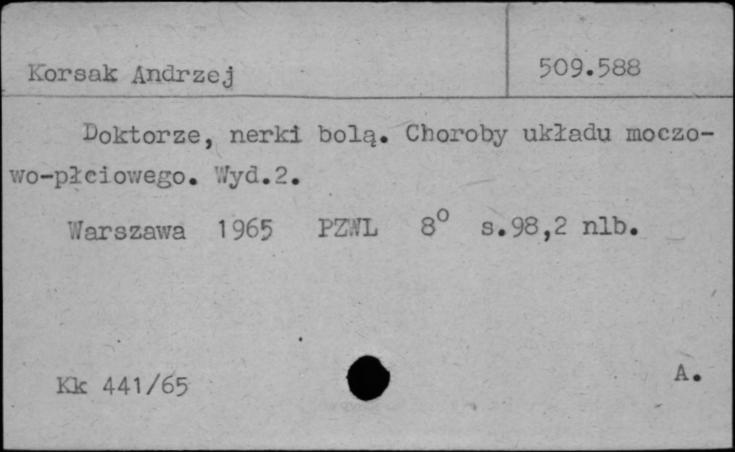 Korsak Andrzej
509.588
Doktorze, nerki bolą. Choroby układu moczo-
wo-płciowego. Wyd.2.
Warszawa 1965 PZWL 8° s.98,2 nlb.
Kk 441/65
A.